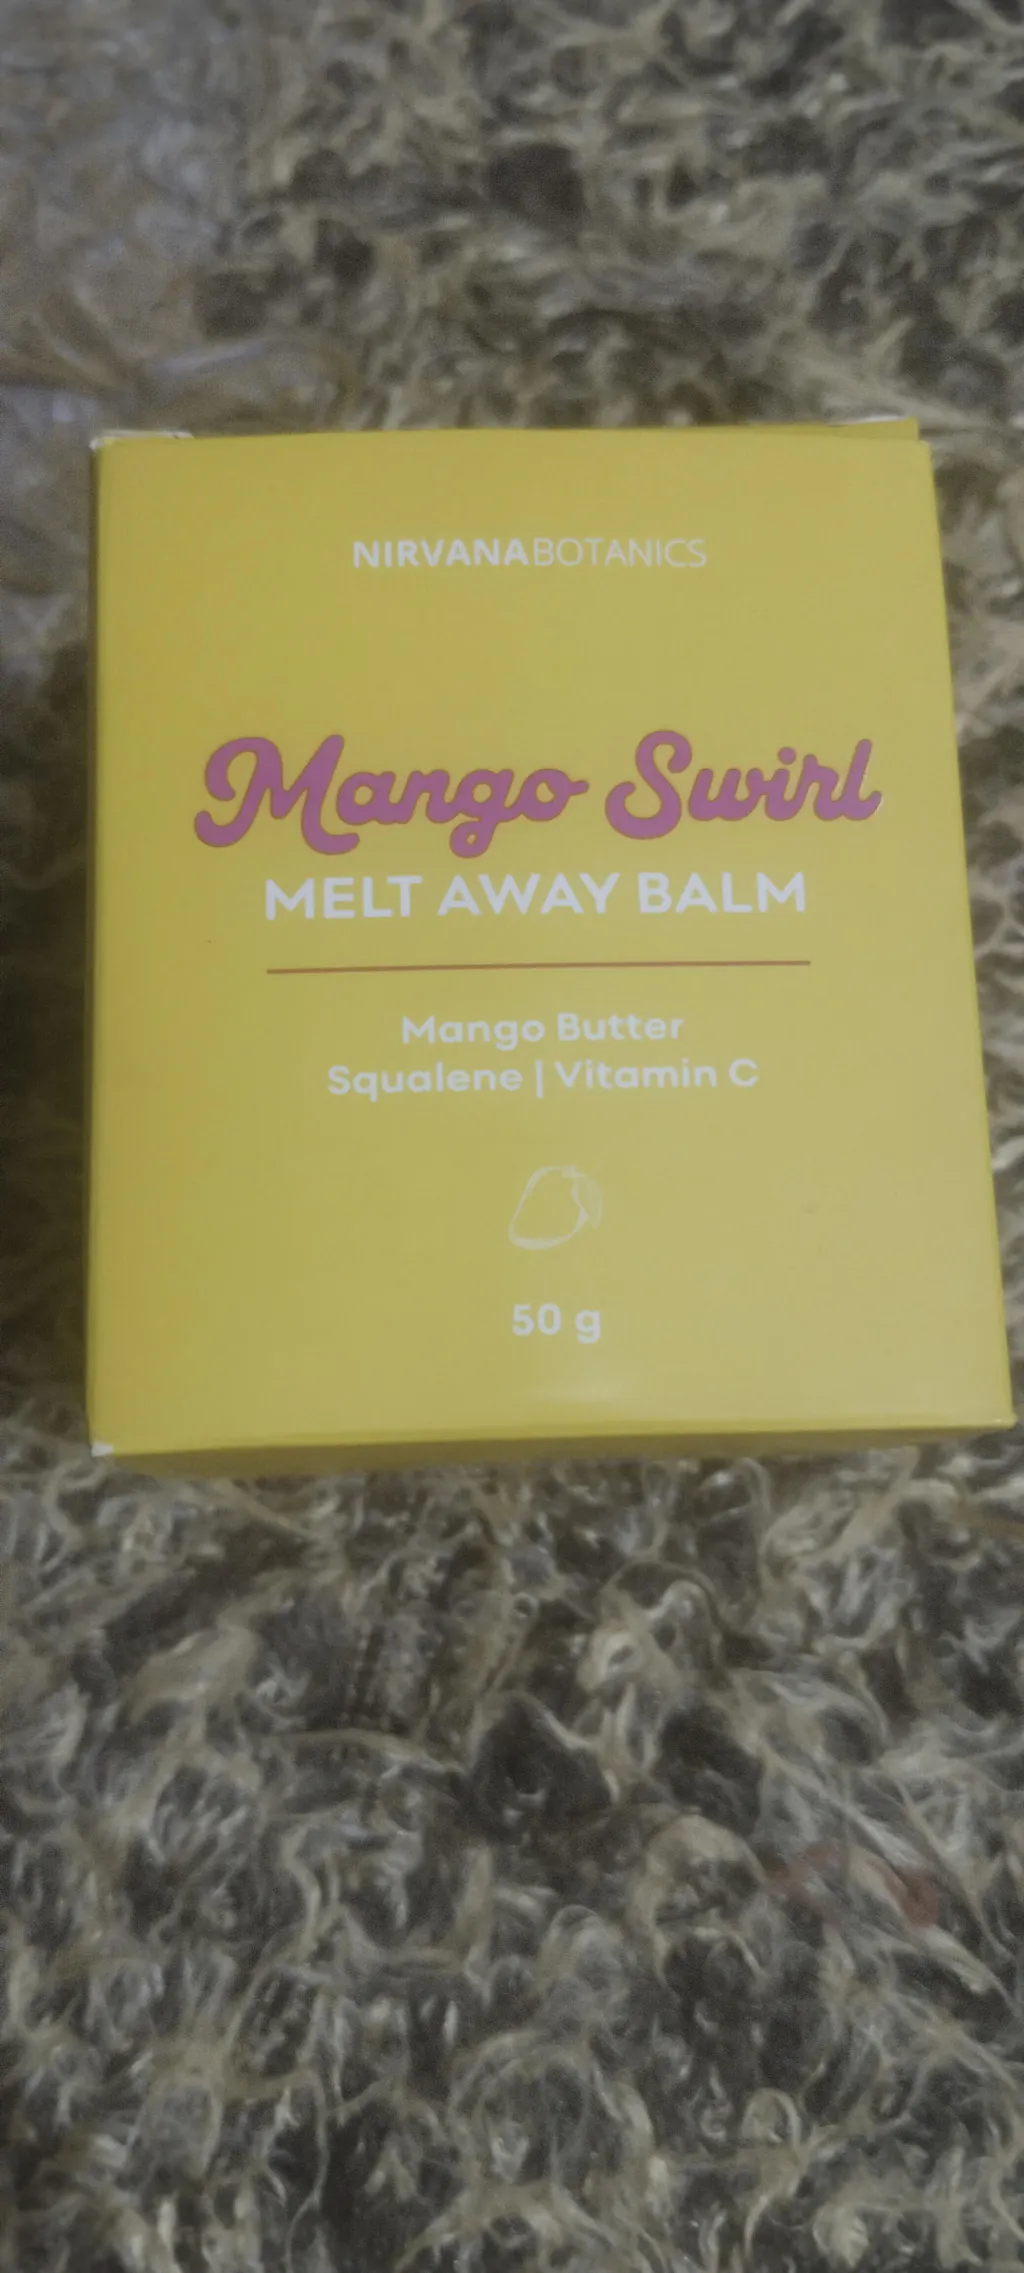 NIRVANABOTANICS
Mango Swirl
MELT AWAY BALM
Mango Butter
Squalene | Vitamin C
50 g